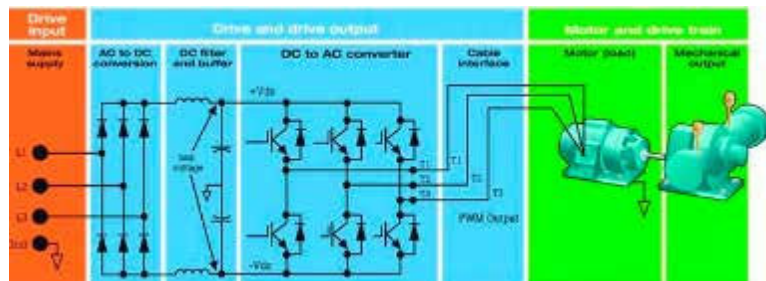 Drive
input
Drive and drive output
Motor and drive train
Mains
supply
AC to DC
conversion
DC filter
and buffer
DC to AC converter
Cable
interface
Motor (load)
Mechanical
output
+Vdc
L1
L2
L3
voltage
T1
T1
T2
T2
T3
T3
PWM Output
-Vdc